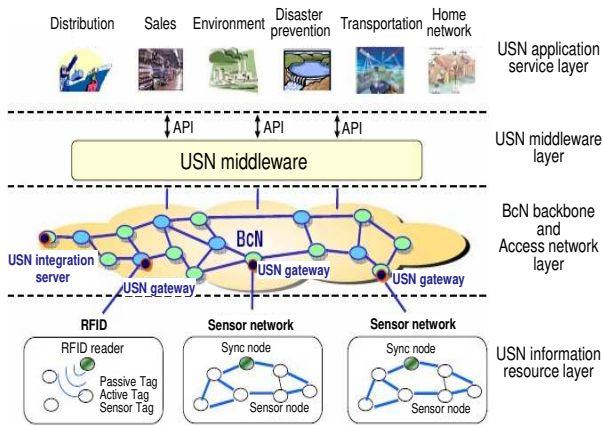 Distribution
Sales
Environment
Disaster
prevention
Transportation
Home
network
USN application
service layer
API
API
API
USN middleware
USN middleware
layer
BcN
BcN backbone
and
Access network
layer
USN integration
server
USN gateway
USN gateway
USN gateway
RFID
Sensor network
Sensor network
RFID reader
Passive Tag
Active Tag
Sensor Tag
Sync node
Sensor node
Sync node
Sensor node
USN information
resource layer